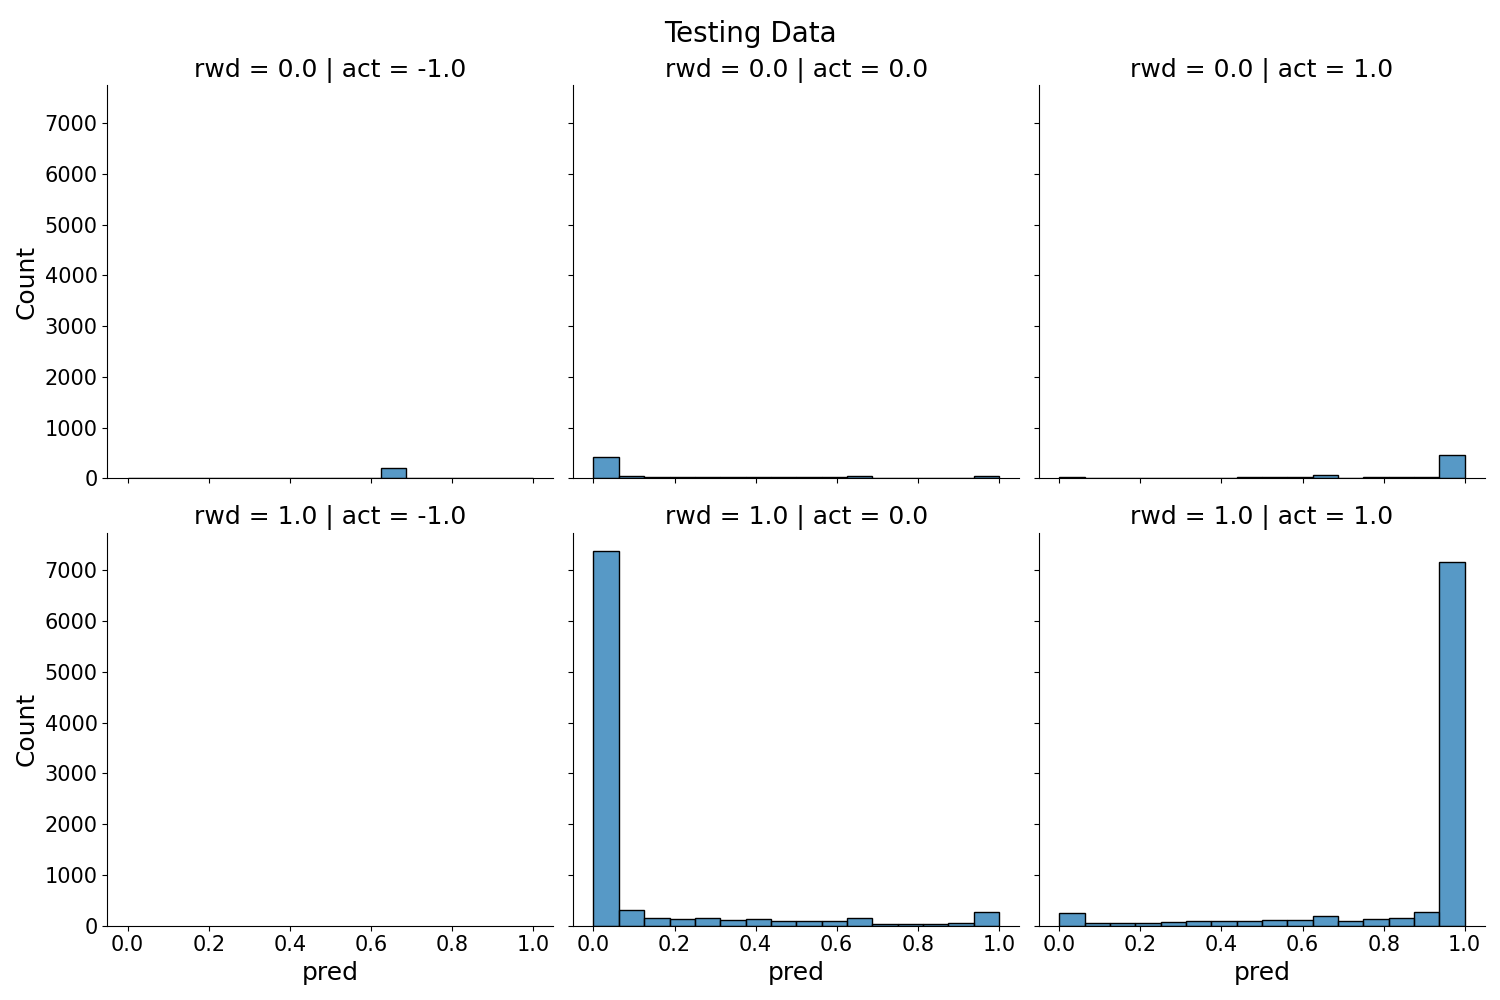 Testing Data
rwd = 0.0 | act = -1.0
rwd = 0.0 | act = 0.0
rwd = 0.0 | act = 1.0
7000
6000
5000
4000
3000
2000
1000
0
Count
rwd = 1.0 | act = -1.0
rwd = 1.0 | act = 0.0
rwd = 1.0 | act = 1.0
7000
6000
5000
4000
3000
2000
1000
0
Count
0.0 0.2 0.4 0.6 0.8 1.0
0.0 0.2 0.4 0.6 0.8 1.0
0.0 0.2 0.4 0.6 0.8 1.0
pred
pred
pred